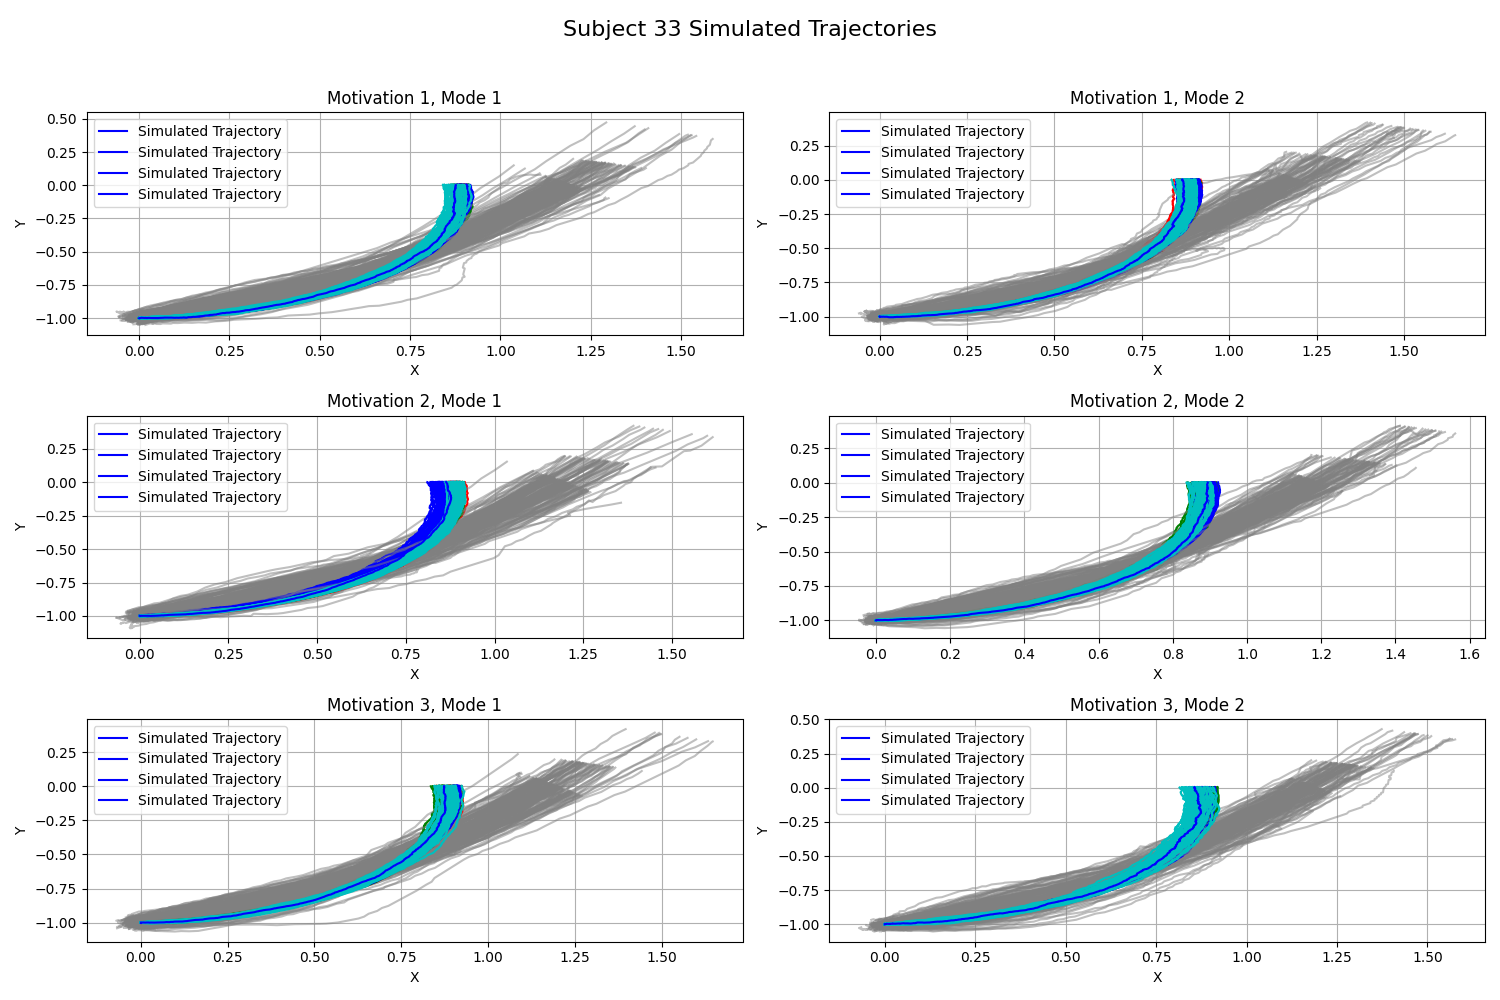 Subject 33 Simulated Trajectories
Motivation 1, Mode 1
Simulated Trajectory
Simulated Trajectory
Simulated Trajectory
Simulated Trajectory
Y
0.50
0.25
0.00
−0.25
−0.50
−0.75
−1.00
0.00 0.25 0.50 0.75 1.00 1.25 1.50
X
Motivation 1, Mode 2
Simulated Trajectory
Simulated Trajectory
Simulated Trajectory
Simulated Trajectory
Y
0.25
0.00
−0.25
−0.50
−0.75
−1.00
0.00 0.25 0.50 0.75 1.00 1.25 1.50
X
Motivation 2, Mode 1
Simulated Trajectory
Simulated Trajectory
Simulated Trajectory
Simulated Trajectory
Y
0.25
0.00
−0.25
−0.50
−0.75
−1.00
0.00 0.25 0.50 0.75 1.00 1.25 1.50
X
Motivation 2, Mode 2
Simulated Trajectory
Simulated Trajectory
Simulated Trajectory
Simulated Trajectory
Y
0.25
0.00
−0.25
−0.50
−0.75
−1.00
0.0 0.2 0.4 0.6 0.8 1.0 1.2 1.4 1.6
X
Motivation 3, Mode 1
Simulated Trajectory
Simulated Trajectory
Simulated Trajectory
Simulated Trajectory
Y
0.25
0.00
−0.25
−0.50
−0.75
−1.00
0.00 0.25 0.50 0.75 1.00 1.25 1.50
X
Motivation 3, Mode 2
Simulated Trajectory
Simulated Trajectory
Simulated Trajectory
Simulated Trajectory
Y
0.50
0.25
0.00
−0.25
−0.50
−0.75
−1.00
0.00 0.25 0.50 0.75 1.00 1.25 1.50
X